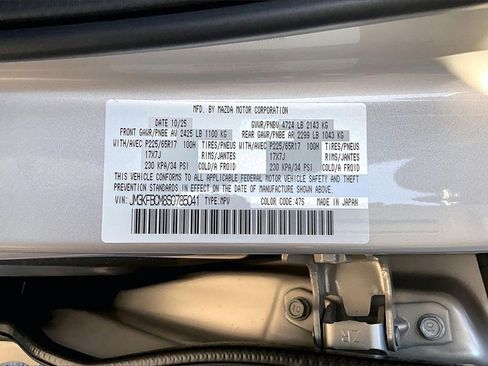 MFD. BY MAZDA MOTOR CORPORATION
DATE 10/25 GVWR/PNBV 4724 LB 2143 KG
FRONT GAWR/PNBE AV 2425 LB 1100 KG REAR GAWR/PNBE AR 2299 LB 1043 KG
WITH/AVEC P225/65R17 100H TIRES/PNEUS WITH/AVEC P225/65R17 100H TIRES/PNEUS
17X7J RIMS/JANTES 17X7J RIMS/JANTES
230 KPA/34 PSI COLD/A FROID 230 KPA/34 PSI COLD/A FROID
THIS VEHICLE CONFORMS TO ALL APPLICABLE FEDERAL MOTOR VEHICLE SAFETY, BUMPER, AND THEFT PREVENTION
STANDARDS IN EFFECT ON THE DATE OF MANUFACTURE SHOWN ABOVE.
VIN: JM3KFBCM8S0785041 TYPE: MPV COLOR CODE: 47S MADE IN JAPAN
ZR